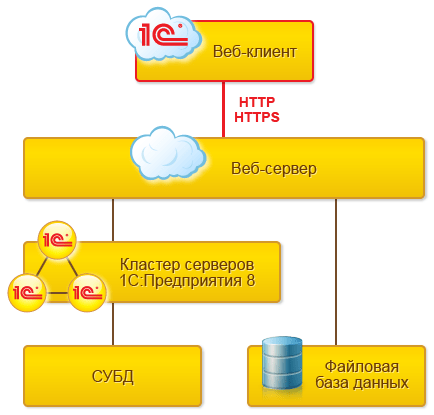 1С
Веб-клиент
HTTP
HTTPS
Веб-сервер
1С
1С
1С
Кластер серверов
1С:Предприятия 8
СУБД
Файловая
база данных